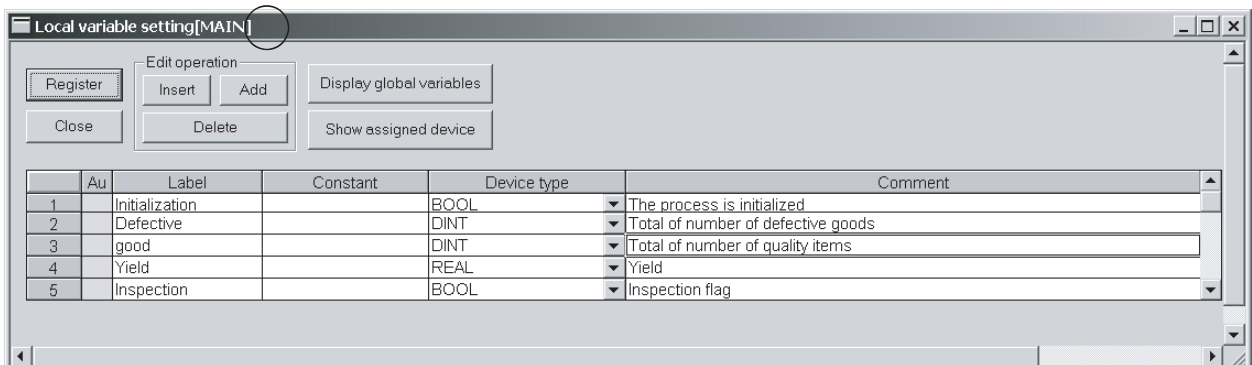 Local variable setting[MAIN]
Edit operation
Register Insert Add Display global variables
Close Delete Show assigned device
Au Label Constant Device type Comment
1 Initialization BOOL The process is initialized
2 Defective DINT Total of number of defective goods
3 good DINT Total of number of quality items
4 Yield REAL Yield
5 Inspection BOOL Inspection flag